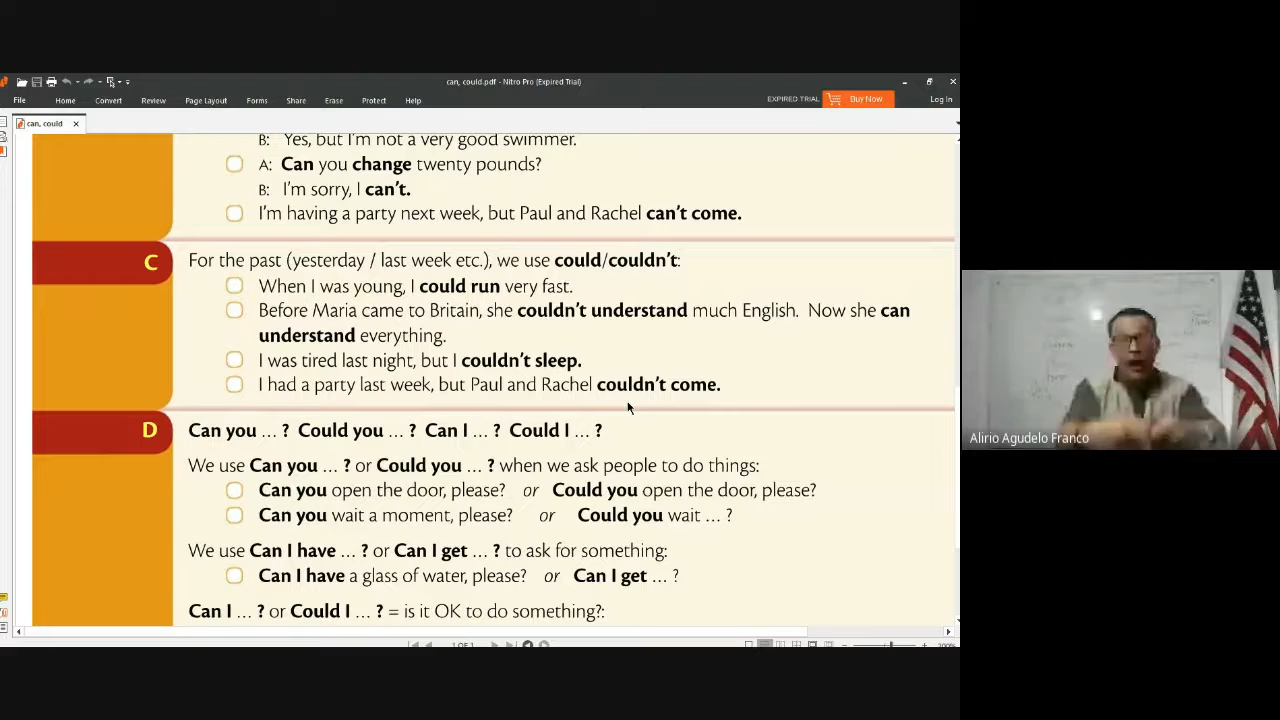 can, could.pdf - Nitro Pro (Expired Trial)
File Home Convert Review Page Layout Forms Share Erase Protect Help EXPIRED TRIAL Buy Now Log In
can, could
B: Yes, but I'm not a very good swimmer.
A: Can you change twenty pounds?
B: I'm sorry, I can't.
I'm having a party next week, but Paul and Rachel can't come.
C For the past (yesterday / last week etc.), we use could/couldn't:
When I was young, I could run very fast.
Before Maria came to Britain, she couldn't understand much English. Now she can
understand everything.
I was tired last night, but I couldn't sleep.
I had a party last week, but Paul and Rachel couldn't come.
D Can you … ? Could you … ? Can I … ? Could I … ?
We use Can you … ? or Could you … ? when we ask people to do things:
Can you open the door, please? or Could you open the door, please?
Can you wait a moment, please? or Could you wait … ?
We use Can I have … ? or Can I get … ? to ask for something:
Can I have a glass of water, please? or Can I get … ?
Can I … ? or Could I … ? = is it OK to do something?:
1 OF 1
Alirio Agudelo Franco